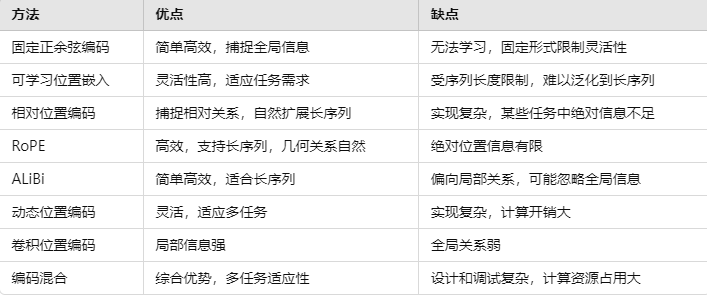 方法 优点 缺点
固定正余弦编码 简单高效，捕捉全局信息 无法学习，固定形式限制灵活性
可学习位置嵌入 灵活性高，适应任务需求 受序列长度限制，难以泛化到长序列
相对位置编码 捕捉相对关系，自然扩展长序列 实现复杂，某些任务中绝对信息不足
RoPE 高效，支持长序列，几何关系自然 绝对位置信息有限
ALiBi 简单高效，适合长序列 偏向局部关系，可能忽略全局信息
动态位置编码 灵活，适应多任务 实现复杂，计算开销大
卷积位置编码 局部信息强 全局关系弱
编码混合 综合优势，多任务适应性 设计和调试复杂，计算资源占用大